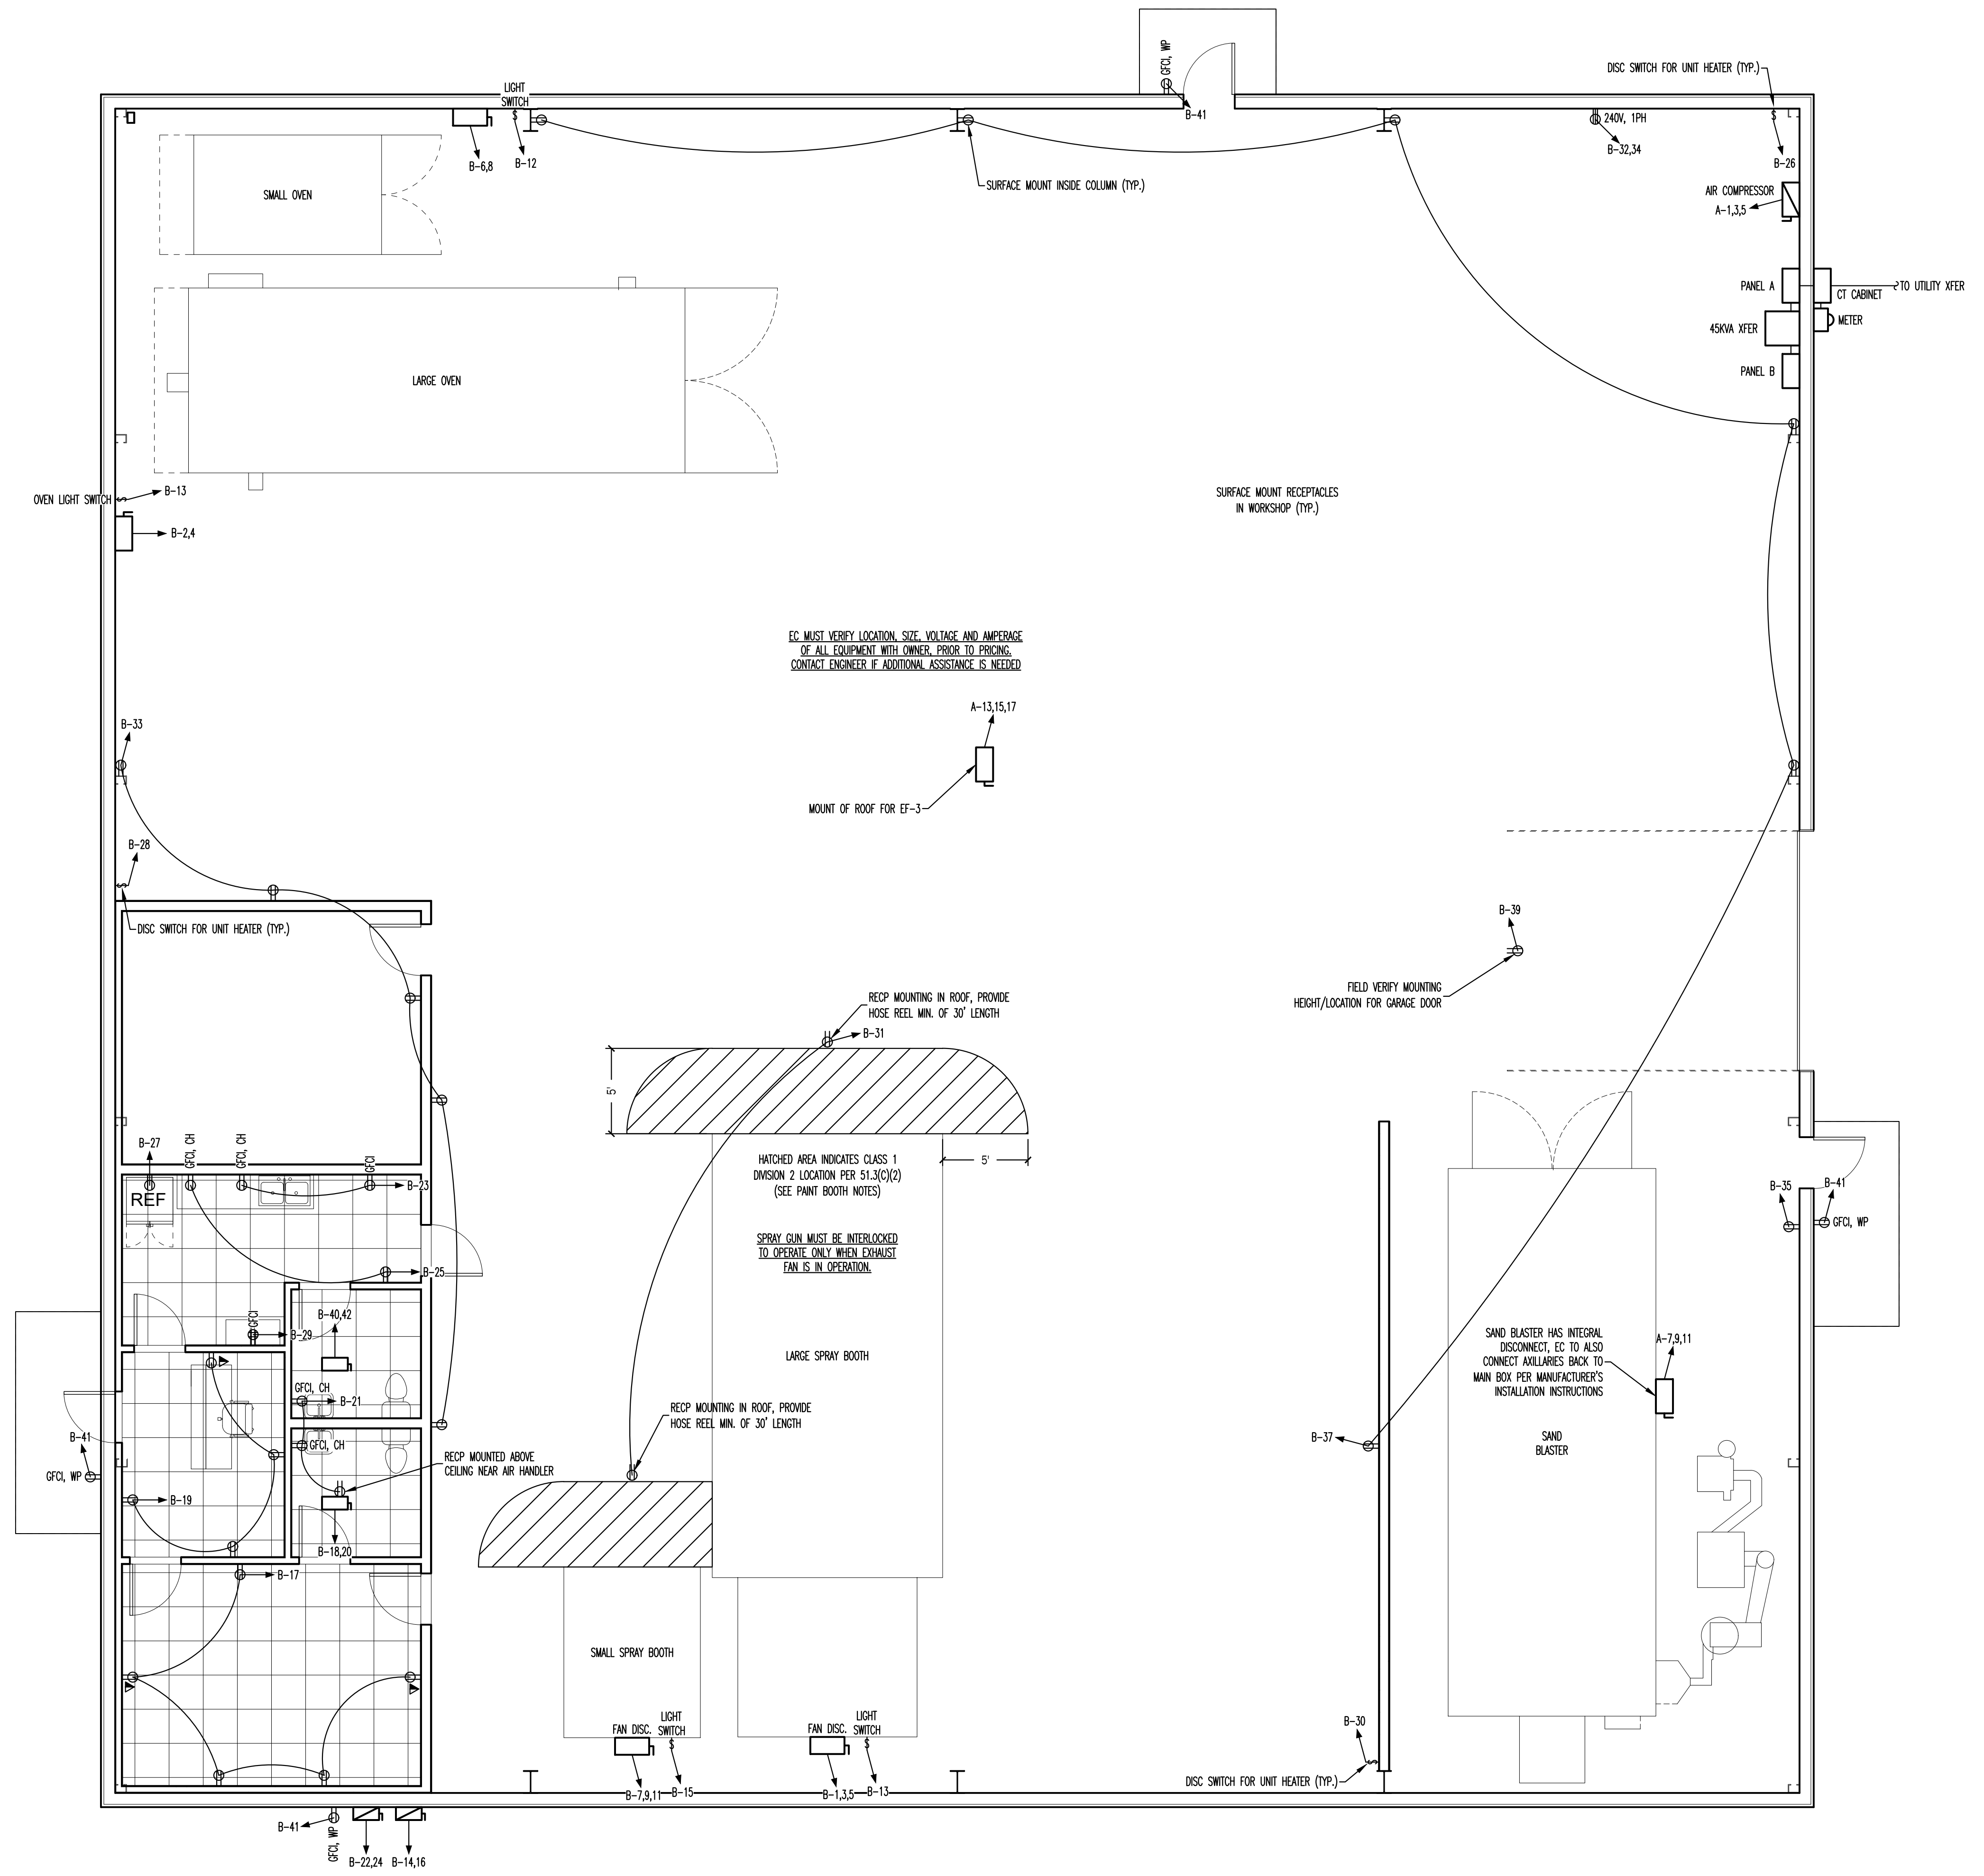 GFCI, WP
B-41
DISC SWITCH FOR UNIT HEATER (TYP.)
LIGHT
SWITCH
S
B-6,8
B-12
SURFACE MOUNT INSIDE COLUMN (TYP.)
240V, 1PH
B-32,34
S
B-26
SMALL OVEN
AIR COMPRESSOR
A-1,3,5
PANEL A
CT CABINET
TO UTILITY XFER
45KVA XFER
METER
PANEL B
LARGE OVEN
OVEN LIGHT SWITCH
S
B-13
B-2,4
SURFACE MOUNT RECEPTACLES
IN WORKSHOP (TYP.)
EC MUST VERIFY LOCATION, SIZE, VOLTAGE AND AMPERAGE
OF ALL EQUIPMENT WITH OWNER, PRIOR TO PRICING.
CONTACT ENGINEER IF ADDITIONAL ASSISTANCE IS NEEDED
A-13,15,17
MOUNT OF ROOF FOR EF-3
B-33
B-28
S
DISC SWITCH FOR UNIT HEATER (TYP.)
B-39
FIELD VERIFY MOUNTING
HEIGHT/LOCATION FOR GARAGE DOOR
RECP MOUNTING IN ROOF, PROVIDE
HOSE REEL MIN. OF 30' LENGTH
B-31
5'
5'
HATCHED AREA INDICATES CLASS 1
DIVISION 2 LOCATION PER 51.3(C)(2)
(SEE PAINT BOOTH NOTES)
SPRAY GUN MUST BE INTERLOCKED
TO OPERATE ONLY WHEN EXHAUST
FAN IS IN OPERATION.
LARGE SPRAY BOOTH
B-27
GFCI, CH
GFCI, CH
GFCI
B-23
REF
B-25
GFCI
B-29
B-40,42
GFCI, CH
B-21
GFCI, CH
RECP MOUNTED ABOVE
CEILING NEAR AIR HANDLER
B-18,20
B-41
GFCI, WP
B-19
B-17
RECP MOUNTING IN ROOF, PROVIDE
HOSE REEL MIN. OF 30' LENGTH
B-35
B-41
GFCI, WP
SAND BLASTER HAS INTEGRAL
DISCONNECT, EC TO ALSO
CONNECT AXILLARIES BACK TO
MAIN BOX PER MANUFACTURER'S
INSTALLATION INSTRUCTIONS
A-7,9,11
SAND
BLASTER
B-37
SMALL SPRAY BOOTH
FAN DISC.
LIGHT
SWITCH
S
B-7,9,11
B-15
FAN DISC.
LIGHT
SWITCH
S
B-1,3,5
B-13
B-30
S
DISC SWITCH FOR UNIT HEATER (TYP.)
B-41
GFCI, WP
B-22,24
B-14,16